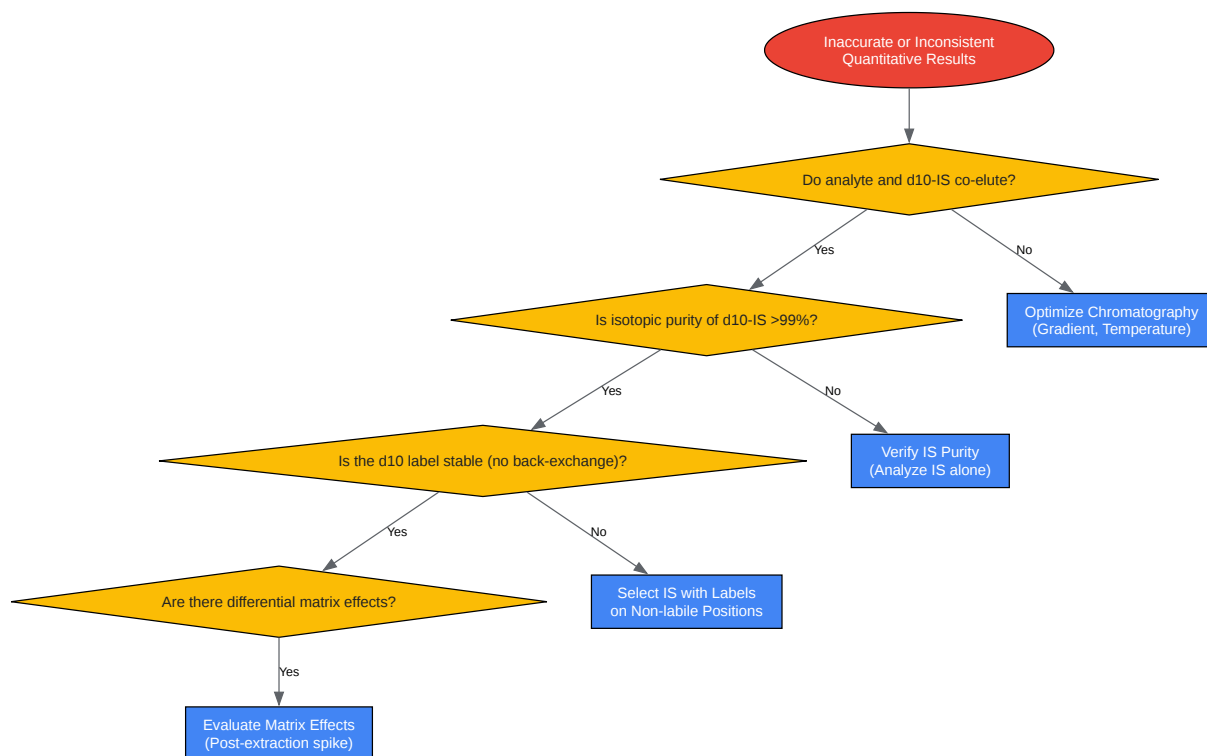 Inaccurate or Inconsistent
Quantitative Results
Do analyte and d10-IS co-elute?
Yes
No
Is isotopic purity of d10-IS >99%?
Optimize Chromatography
(Gradient, Temperature)
Yes
No
Is the d10 label stable (no back-exchange)?
Verify IS Purity
(Analyze IS alone)
Yes
No
Are there differential matrix effects?
Select IS with Labels
on Non-labile Positions
Yes
Evaluate Matrix Effects
(Post-extraction spike)